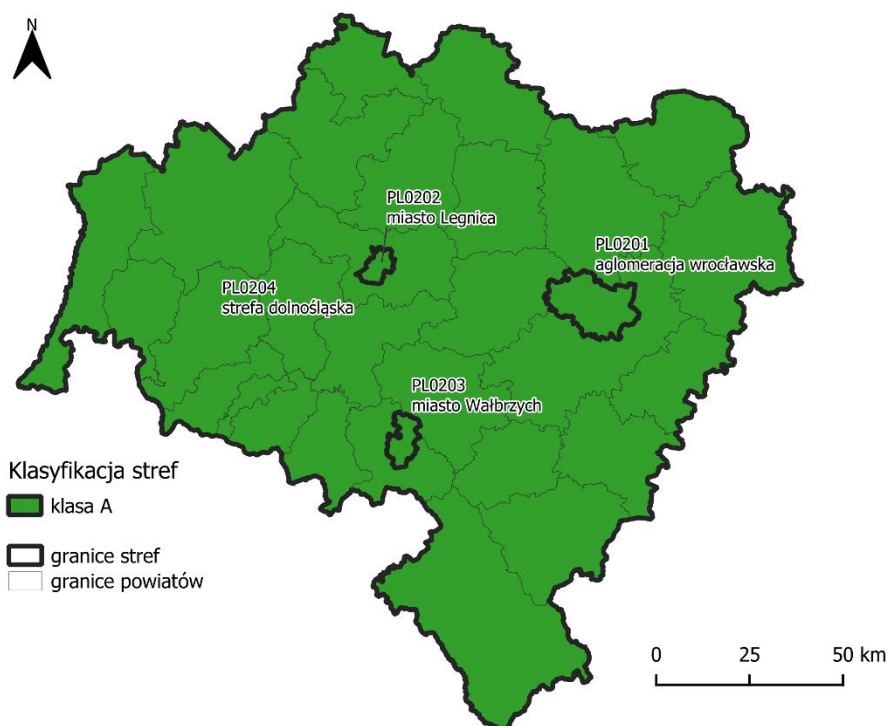 N
PL0202
miasto Legnica
PL0201
aglomeracja wrocławska
PL0204
strefa dolnośląska
PL0203
miasto Wałbrzych
Klasyfikacja stref
klasa A
granice stref
granice powiatów
0 25 50 km